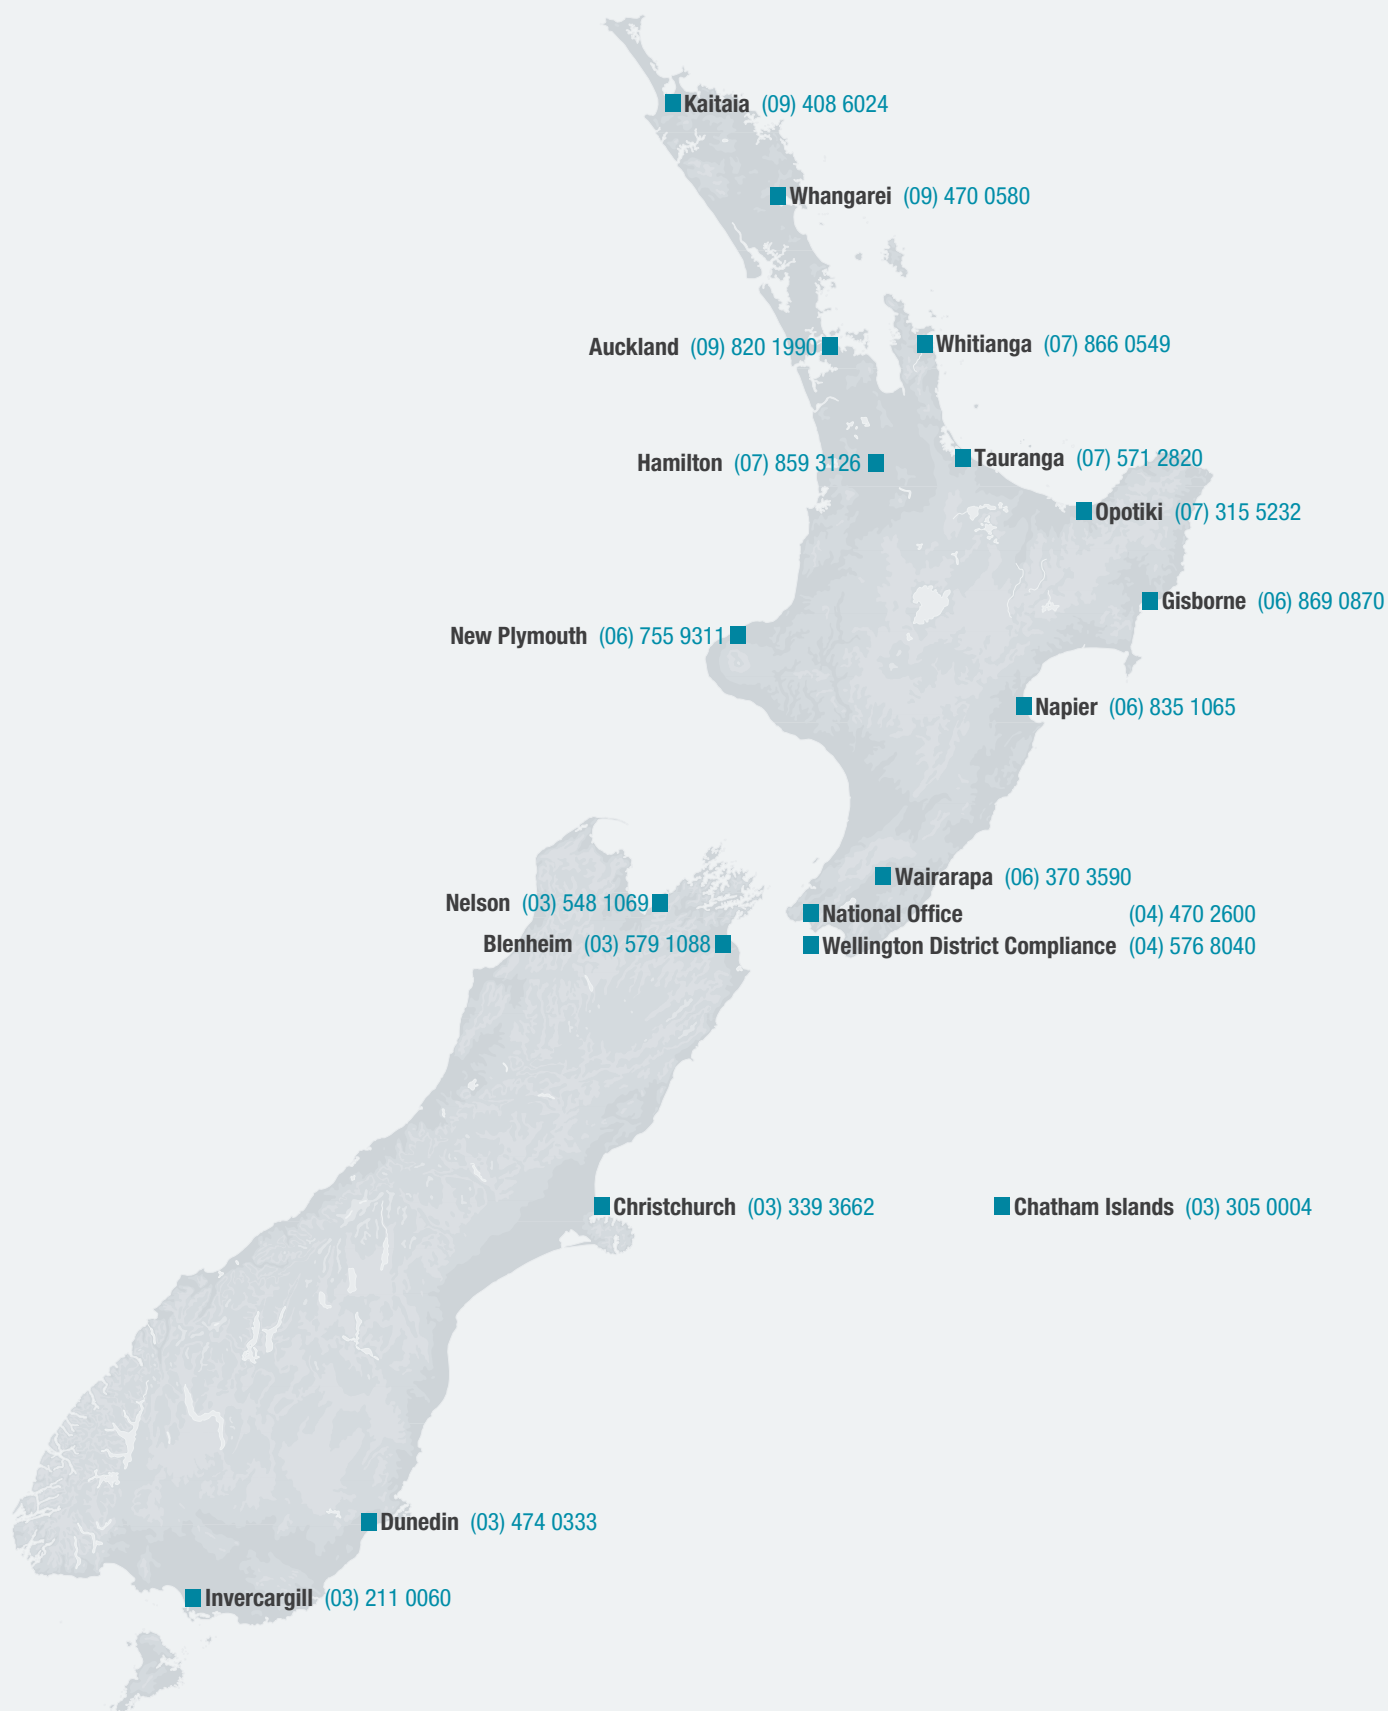 Kaitaia (09) 408 6024
Whangarei (09) 470 0580
Auckland (09) 820 1990
Whitianga (07) 866 0549
Hamilton (07) 859 3126
Tauranga (07) 571 2820
Opotiki (07) 315 5232
Gisborne (06) 869 0870
New Plymouth (06) 755 9311
Napier (06) 835 1065
Wairarapa (06) 370 3590
Nelson (03) 548 1069
National Office (04) 470 2600
Blenheim (03) 579 1088
Wellington District Compliance (04) 576 8040
Christchurch (03) 339 3662
Chatham Islands (03) 305 0004
Dunedin (03) 474 0333
Invercargill (03) 211 0060